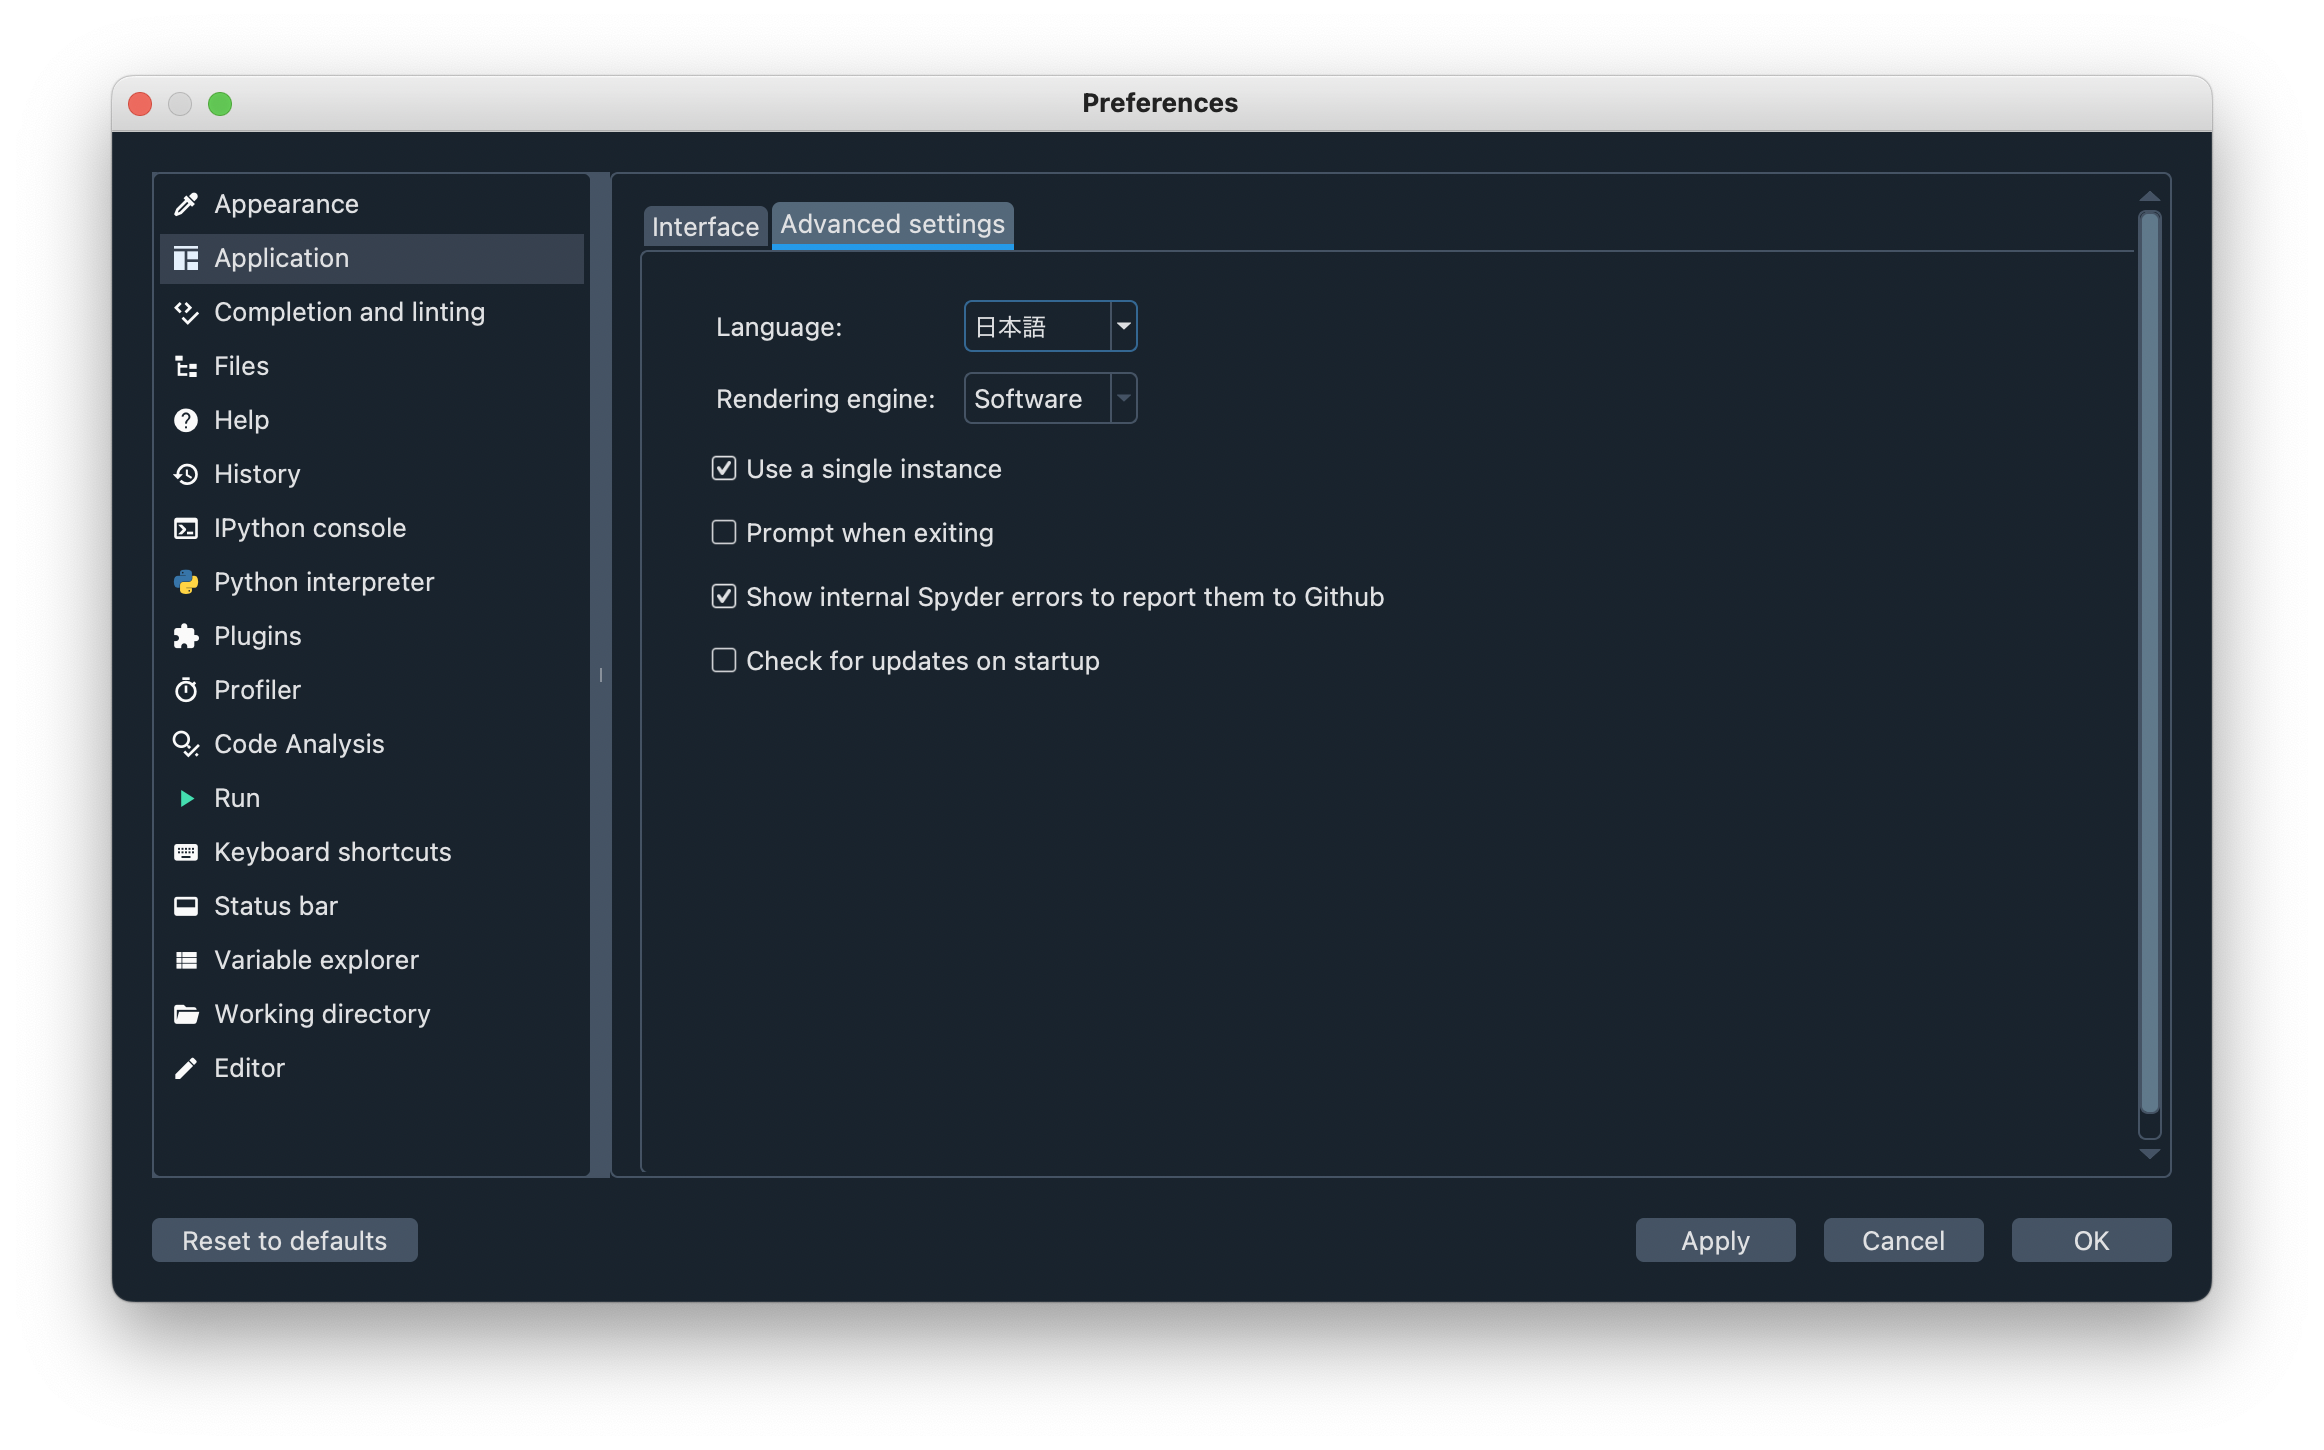 Preferences
Appearance
Application
Completion and linting
Files
Help
History
IPython console
Python interpreter
Plugins
Profiler
Code Analysis
Run
Keyboard shortcuts
Status bar
Variable explorer
Working directory
Editor
Interface
Advanced settings
Language: 日本語
Rendering engine: Software
Use a single instance
Prompt when exiting
Show internal Spyder errors to report them to Github
Check for updates on startup
Reset to defaults
Apply
Cancel
OK